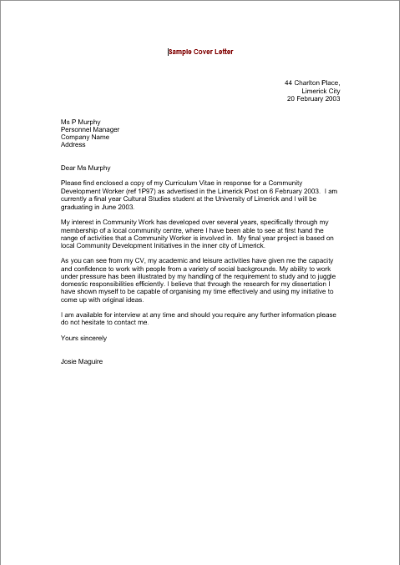 Sample Cover Letter
44 Charlton Place,
Limerick City
20 February 2003
Ms P Murphy
Personnel Manager
Company Name
Address
Dear Ms Murphy
Please find enclosed a copy of my Curriculum Vitae in response for a Community
Development Worker (ref 1P97) as advertised in the Limerick Post on 6 February 2003.  I am
currently a final year Cultural Studies student at the University of Limerick and I will be
graduating in June 2003.
My interest in Community Work has developed over several years, specifically through my
membership of a local community centre, where I have been able to see at first hand the
range of activities that a Community Worker is involved in.  My final year project is based on
local Community Development Initiatives in the inner city of Limerick.
As you can see from my CV, my academic and leisure activities have given me the capacity
and confidence to work with people from a variety of social backgrounds. My ability to work
under pressure has been illustrated by my handling of the requirement to study and to juggle
domestic responsibilities efficiently. I believe that through the research for my dissertation I
have shown myself to be capable of organising my time effectively and using my initiative to
come up with original ideas.
I am available for interview at any time and should you require any further information please
do not hesitate to contact me.
Yours sincerely
Josie Maguire